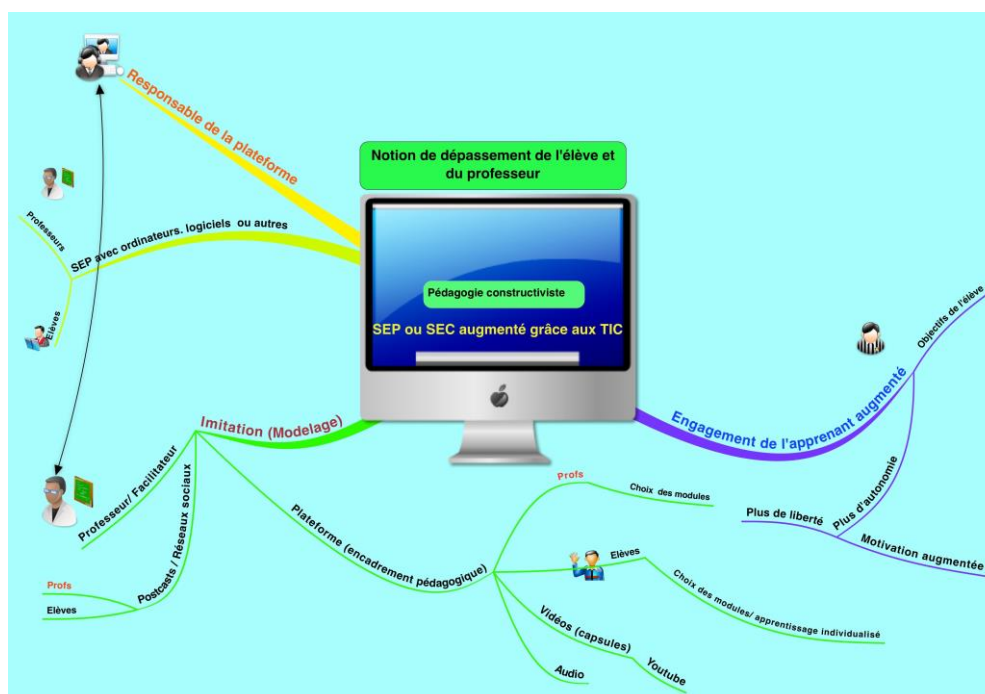 Responsable de la plateforme
Notion de dépassement de l'élève et
du professeur
Professeurs
SEP avec ordinateurs. logiciels ou autres
Elèves
Pédagogie constructiviste
SEP ou SEC augmenté grâce aux TIC
Objectifs de l'élève
Engagement de l'apprenant augmenté
Plus d'autonomie
Plus de liberté
Motivation augmentée
Imitation (Modelage)
Professeur/ Facilitateur
Postcasts / Réseaux sociaux
Profs
Elèves
Plateforme (encadrement pédagogique)
Profs
Choix des modules
Elèves
Choix des modules/ apprentissage individualisé
Vidéos (capsules)
Youtube
Audio